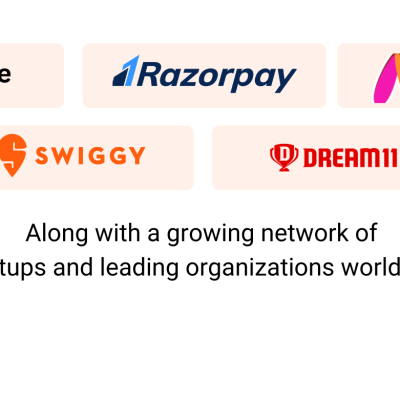 e
Razorpay
SWIGGY
DREAM11
Along with a growing network of
tups and leading organizations world